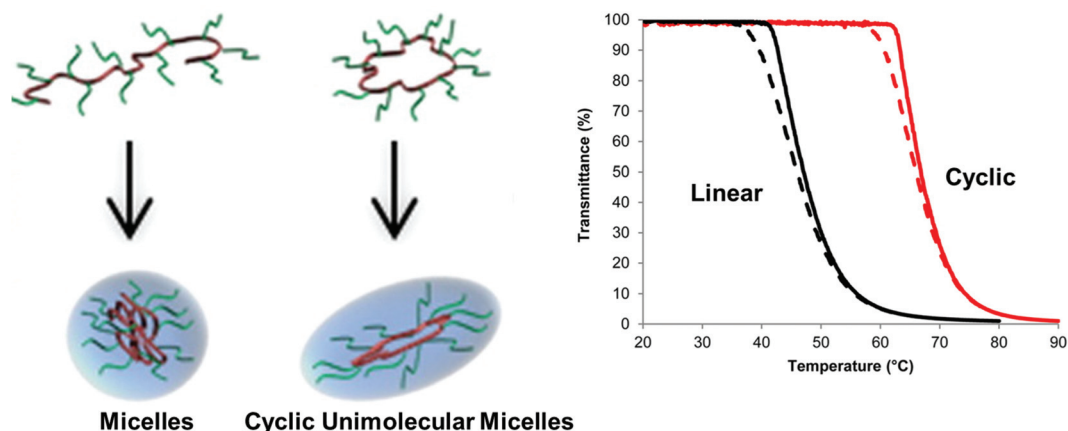 Micelles
Cyclic Unimolecular Micelles
Transmittance (%)
100
90
80
70
60
50
40
30
20
10
0
Linear
Cyclic
20 30 40 50 60 70 80 90
Temperature (°C)